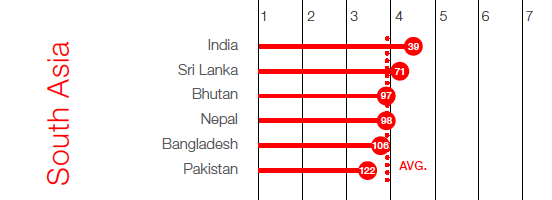 1 2 3 4 5 6 7
South Asia
India 39
Sri Lanka 71
Bhutan 97
Nepal 98
Bangladesh 106
Pakistan 122
AVG.